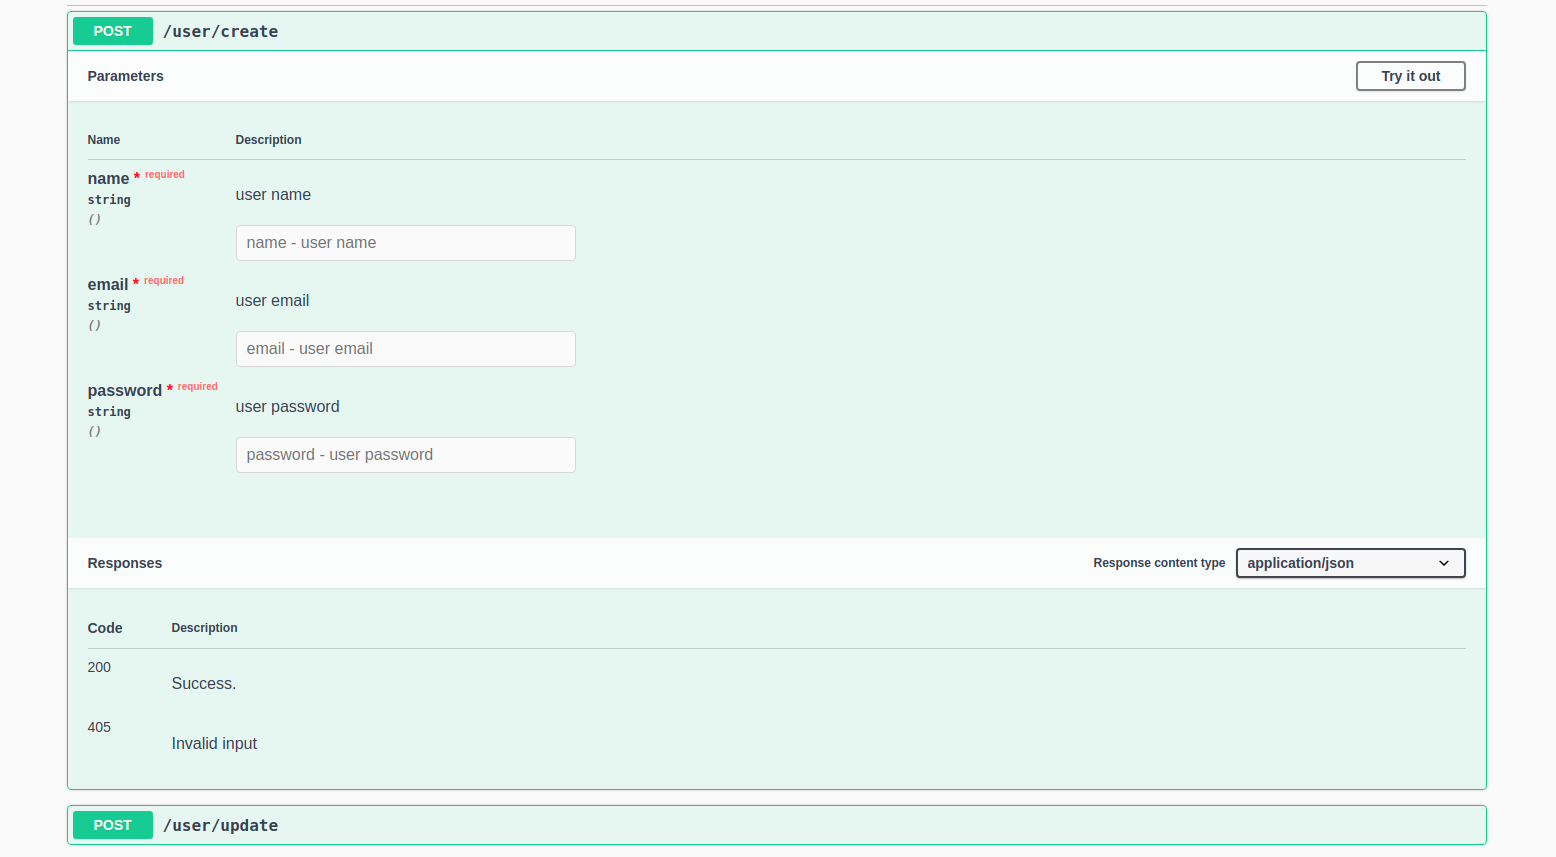 POST /user/create
Parameters Try it out
Name Description
name * required
string
()
user name
name - user name
email * required
string
()
user email
email - user email
password * required
string
()
user password
password - user password
Responses Response content type application/json
Code Description
200
Success.
405
Invalid input
POST /user/update